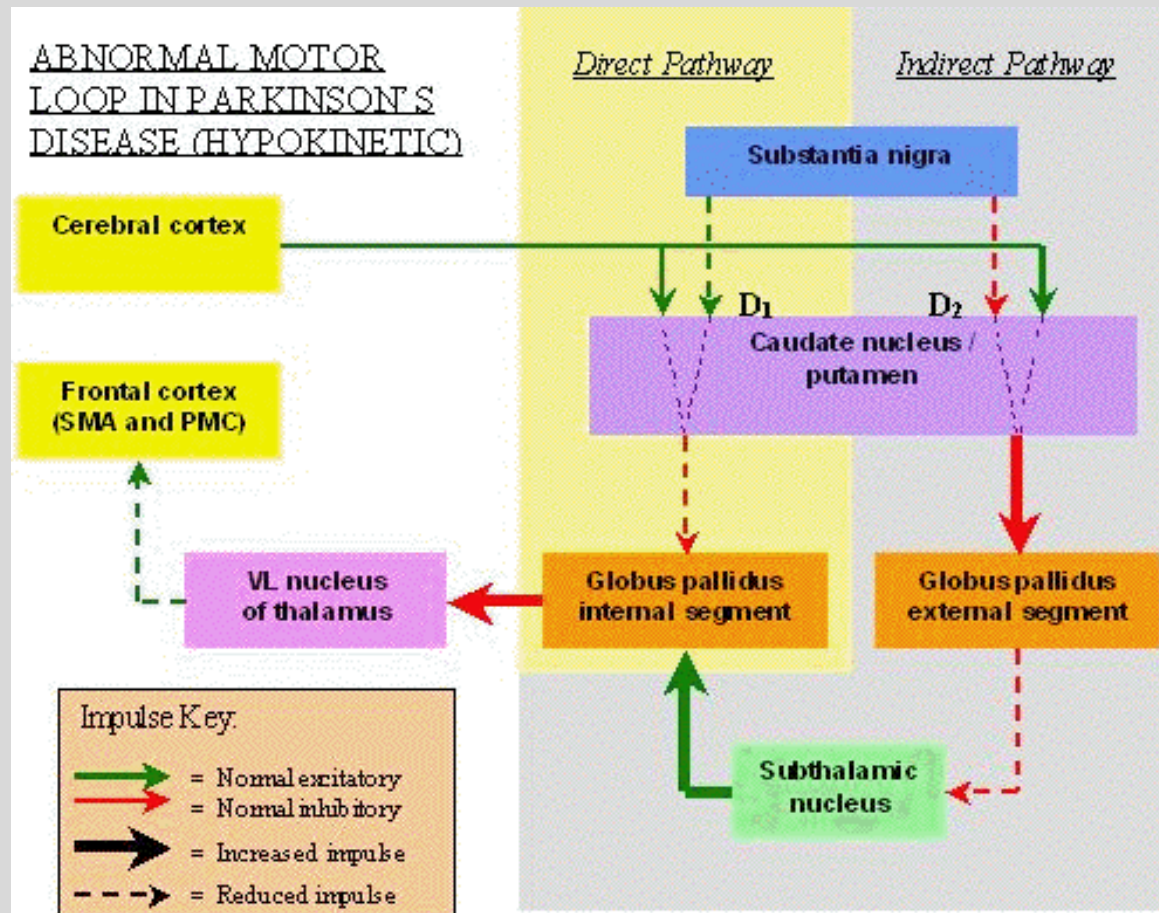 ABNORMAL MOTOR
LOOP IN PARKINSON'S
DISEASE (HYPOKINETIC)
Direct Pathway
Indirect Pathway
Substantia nigra
Cerebral cortex
D₁
D₂
Caudate nucleus /
putamen
Frontal cortex
(SMA and PMC)
VL nucleus
of thalamus
Globus pallidus
internal segment
Globus pallidus
external segment
Subthalamic
nucleus
Impulse Key:
= Normal excitatory
= Normal inhibitory
= Increased impulse
= Reduced impulse